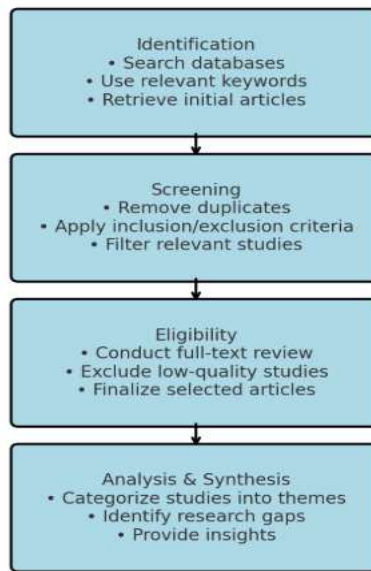 Identification
• Search databases
• Use relevant keywords
• Retrieve initial articles
Screening
• Remove duplicates
• Apply inclusion/exclusion criteria
• Filter relevant studies
Eligibility
• Conduct full-text review
• Exclude low-quality studies
• Finalize selected articles
Analysis & Synthesis
• Categorize studies into themes
• Identify research gaps
• Provide insights